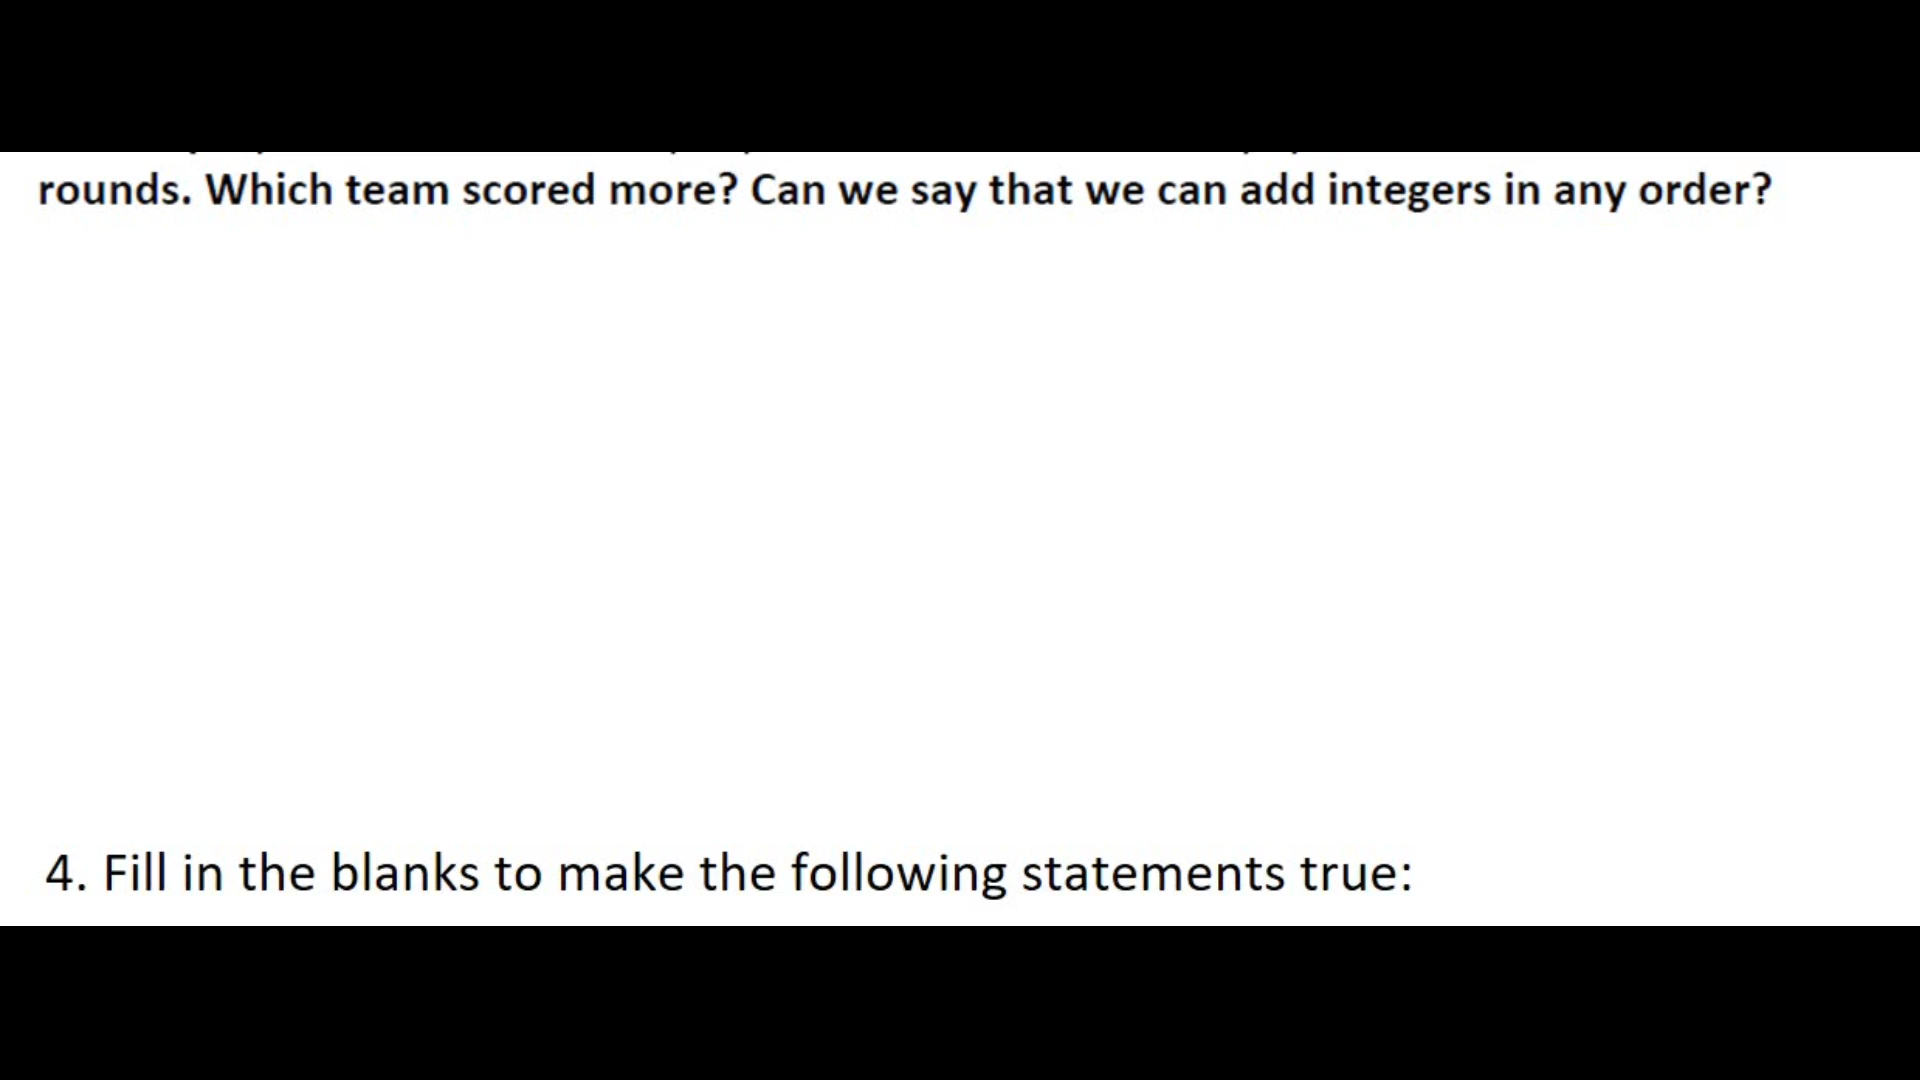 rounds. Which team scored more? Can we say that we can add integers in any order?
4. Fill in the blanks to make the following statements true: